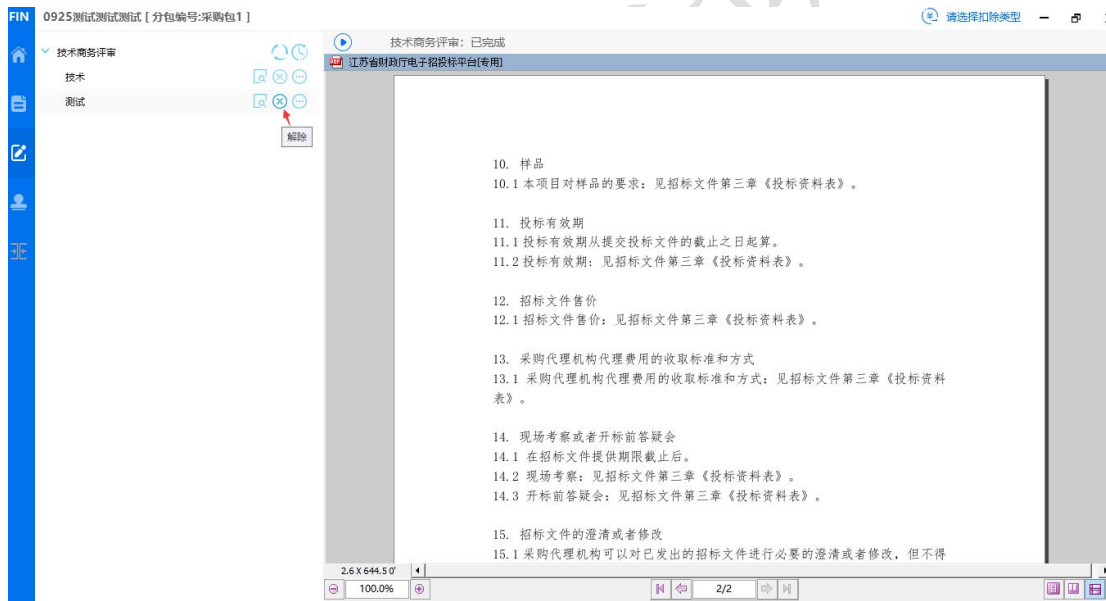 FIN 0925测试测试测试 [ 分包编号:采购包1 ] 请选择扣除类型
技术商务评审
技术
测试
解除
技术商务评审: 已完成
江苏省财政厅电子招投标平台[专用]
10. 样品
10.1 本项目对样品的要求：见招标文件第三章《投标资料表》。
11. 投标有效期
11.1 投标有效期从提交投标文件的截止之日起算。
11.2 投标有效期：见招标文件第三章《投标资料表》。
12. 招标文件售价
12.1 招标文件售价：见招标文件第三章《投标资料表》。
13. 采购代理机构代理费用的收取标准和方式
13.1 采购代理机构代理费用的收取标准和方式：见招标文件第三章《投标资料
表》。
14. 现场考察或者开标前答疑会
14.1 在招标文件提供期限截止后。
14.2 现场考察：见招标文件第三章《投标资料表》。
14.3 开标前答疑会：见招标文件第三章《投标资料表》。
15. 招标文件的澄清或者修改
15.1 采购代理机构可以对已发出的招标文件进行必要的澄清或者修改，但不得
2.6 X 644.5 0'
100.0% 2/2